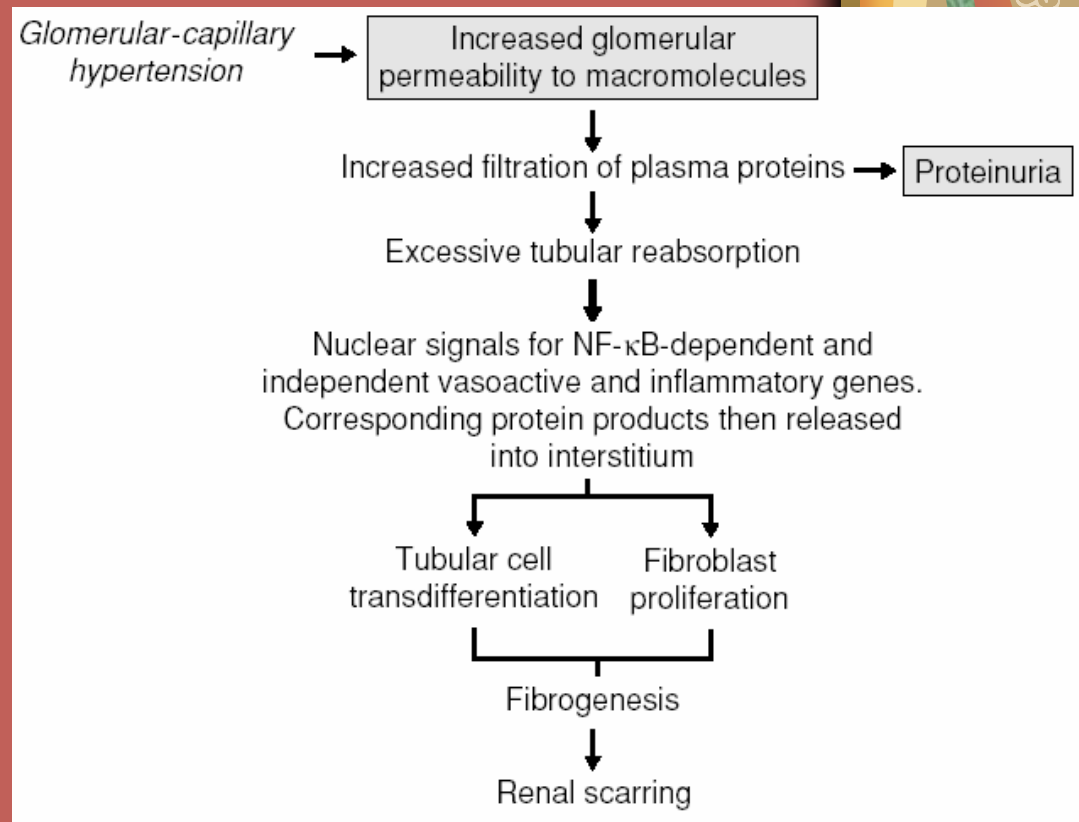 Glomerular-capillary
hypertension
Increased glomerular
permeability to macromolecules
Increased filtration of plasma proteins
Proteinuria
Excessive tubular reabsorption
Nuclear signals for NF-κB-dependent and
independent vasoactive and inflammatory genes.
Corresponding protein products then released
into interstitium
Tubular cell
transdifferentiation
Fibroblast
proliferation
Fibrogenesis
Renal scarring